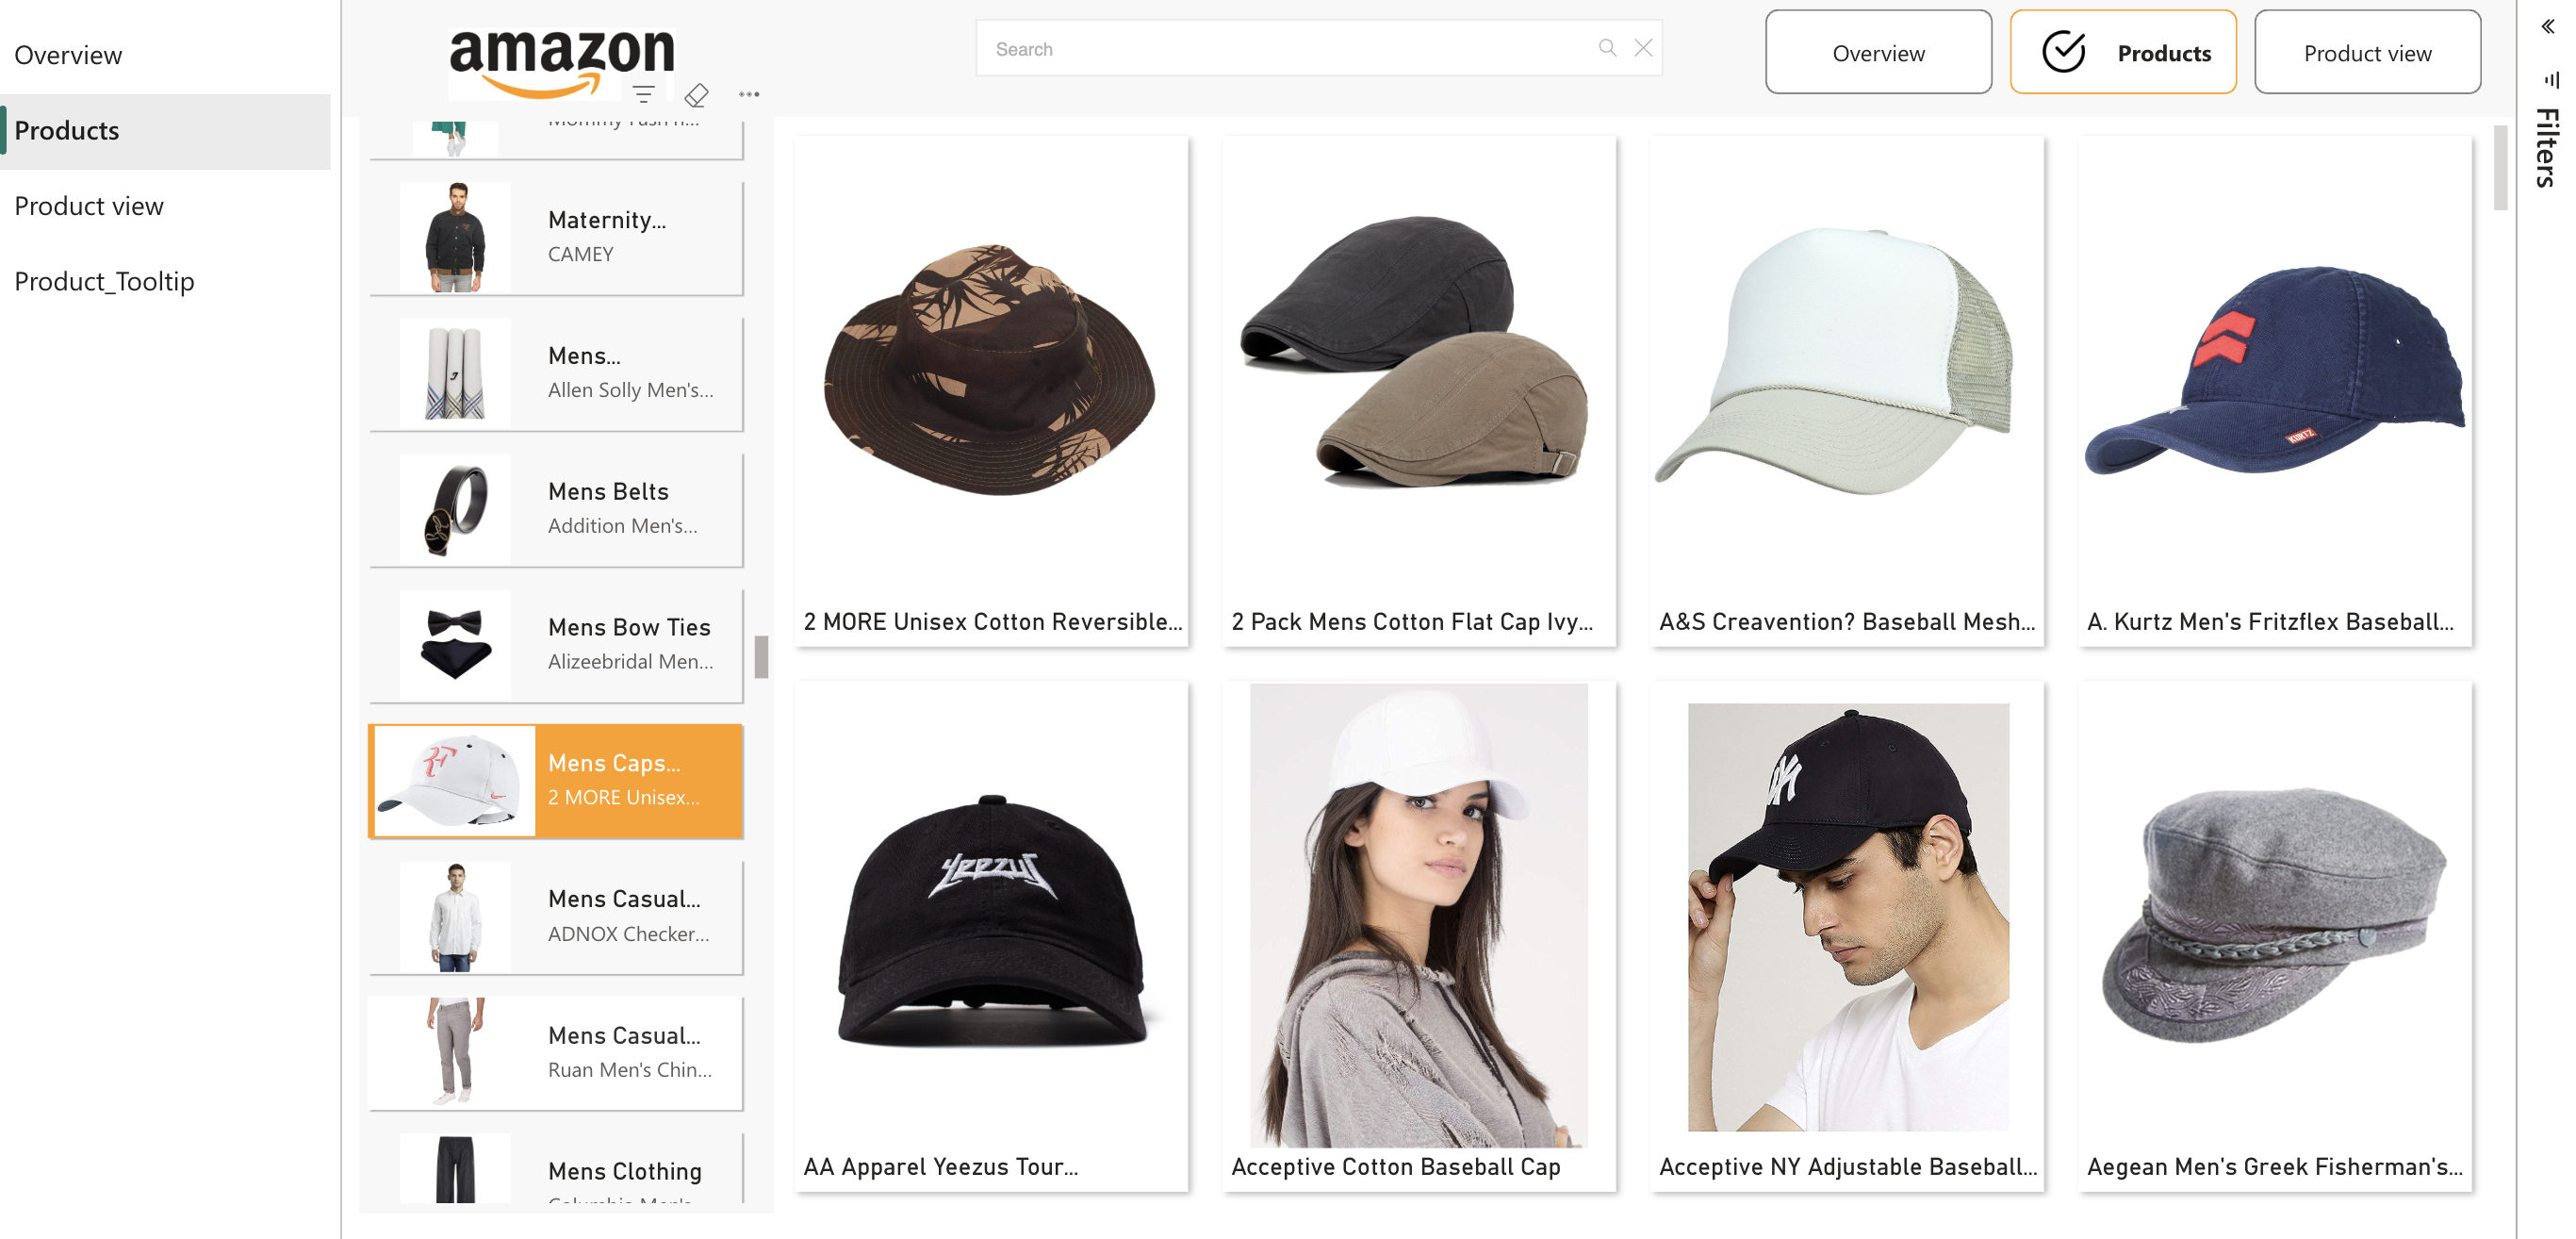 Overview
Products
Product view
Product_Tooltip
amazon
Search
Overview
Products
Product view
Filters
Maternity...
CAMEY
Mens...
Allen Solly Men's...
Mens Belts
Addition Men's...
Mens Bow Ties
Alizeebridal Men...
Mens Caps...
2 MORE Unisex...
Mens Casual...
ADNOX Checker...
Mens Casual...
Ruan Men's Chin...
Mens Clothing
KURTZ
2 MORE Unisex Cotton Reversible...
2 Pack Mens Cotton Flat Cap Ivy...
A&S Creavention? Baseball Mesh...
A. Kurtz Men's Fritzflex Baseball...
yeezus
NY
AA Apparel Yeezus Tour...
Acceptive Cotton Baseball Cap
Acceptive NY Adjustable Baseball...
Aegean Men's Greek Fisherman's...